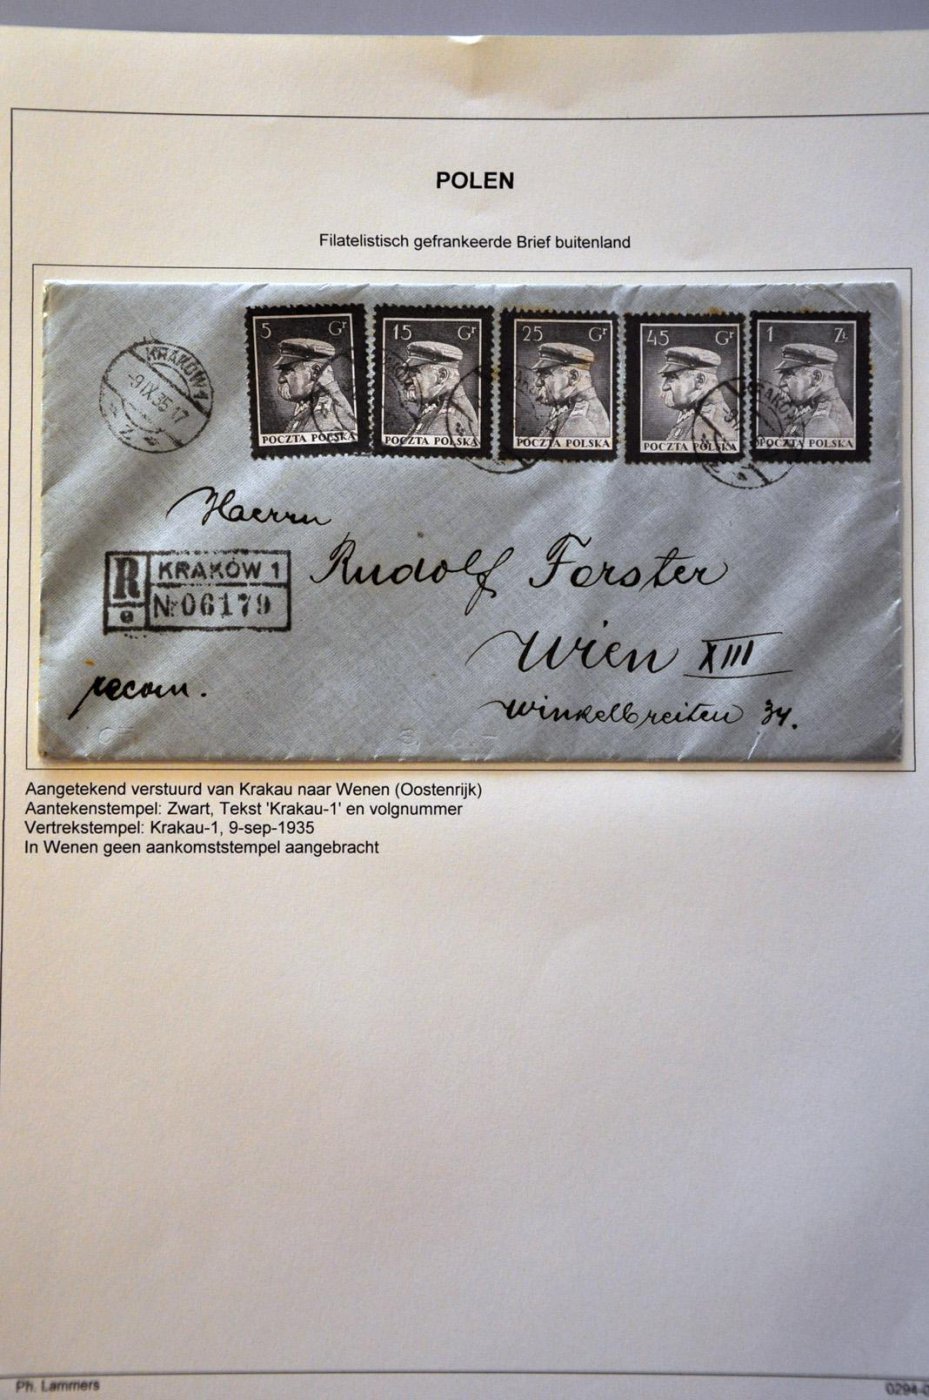 POLEN
Filatelistisch gefrankeerde Brief buitenland
5 Gr 15 Gr 25 Gr 45 Gr 1 Zł
POCZTA POLSKA POCZTA POLSKA POCZTA POLSKA POCZTA POLSKA POCZTA POLSKA
KRAKÓW 1
-9IX.35.17
Herrn
Rudolf Forster
R KRAKÓW 1
e Nr 06179
Wien XIII
recom.
Winkelbreiten 34.
Aangetekend verstuurd van Krakau naar Wenen (Oostenrijk)
Aantekenstempel: Zwart, Tekst 'Krakau-1' en volgnummer
Vertrekstempel: Krakau-1, 9-sep-1935
In Wenen geen aankomststempel aangebracht
Ph. Lammers